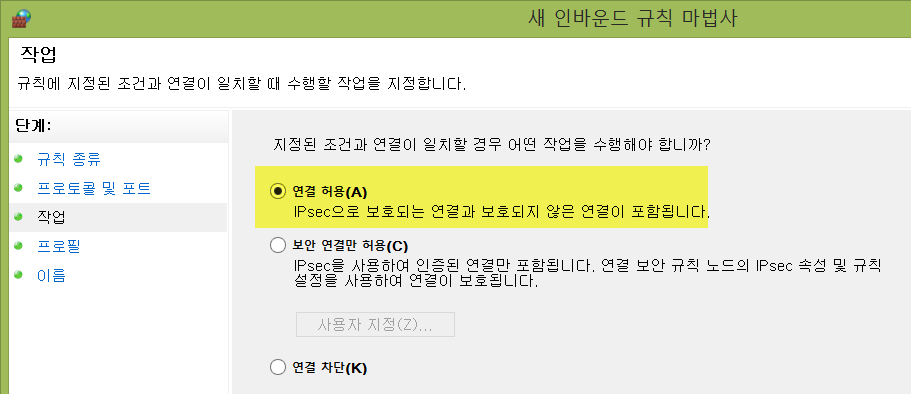 새 인바운드 규칙 마법사
작업
규칙에 지정된 조건과 연결이 일치할 때 수행할 작업을 지정합니다.
단계:
규칙 종류
프로토콜 및 포트
작업
프로필
이름
지정된 조건과 연결이 일치할 경우 어떤 작업을 수행해야 합니까?
연결 허용(A)
IPsec으로 보호되는 연결과 보호되지 않은 연결이 포함됩니다.
보안 연결만 허용(C)
IPsec을 사용하여 인증된 연결만 포함됩니다. 연결 보안 규칙 노드의 IPsec 속성 및 규칙
설정을 사용하여 연결이 보호됩니다.
사용자 지정(Z)...
연결 차단(K)